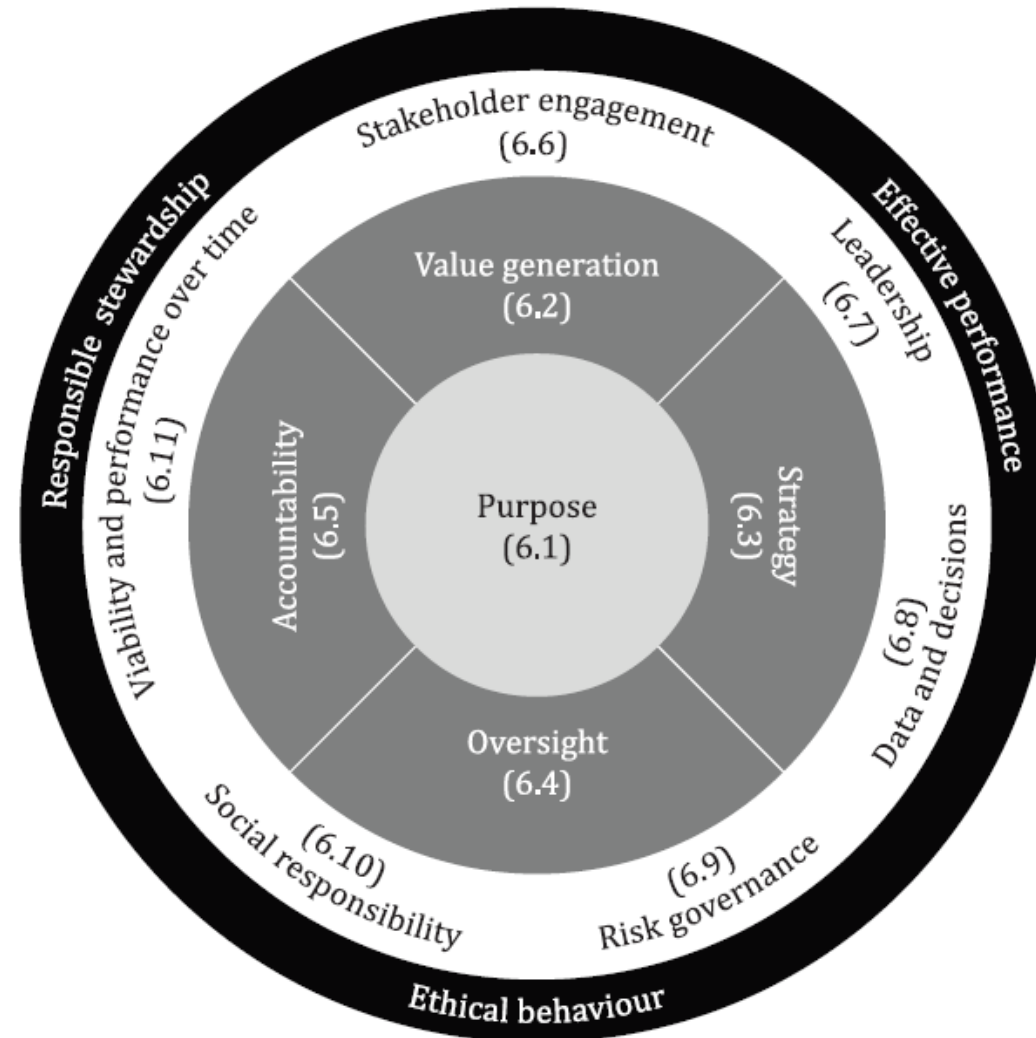 Responsible stewardship
Effective performance
Ethical behaviour
Stakeholder engagement
(6.6)
Leadership
(6.7)
(6.8)
Data and decisions
(6.9)
Risk governance
(6.10)
Social responsibility
Viability and performance over time
(6.11)
Value generation
(6.2)
Strategy
(6.3)
Oversight
(6.4)
Accountability
(6.5)
Purpose
(6.1)